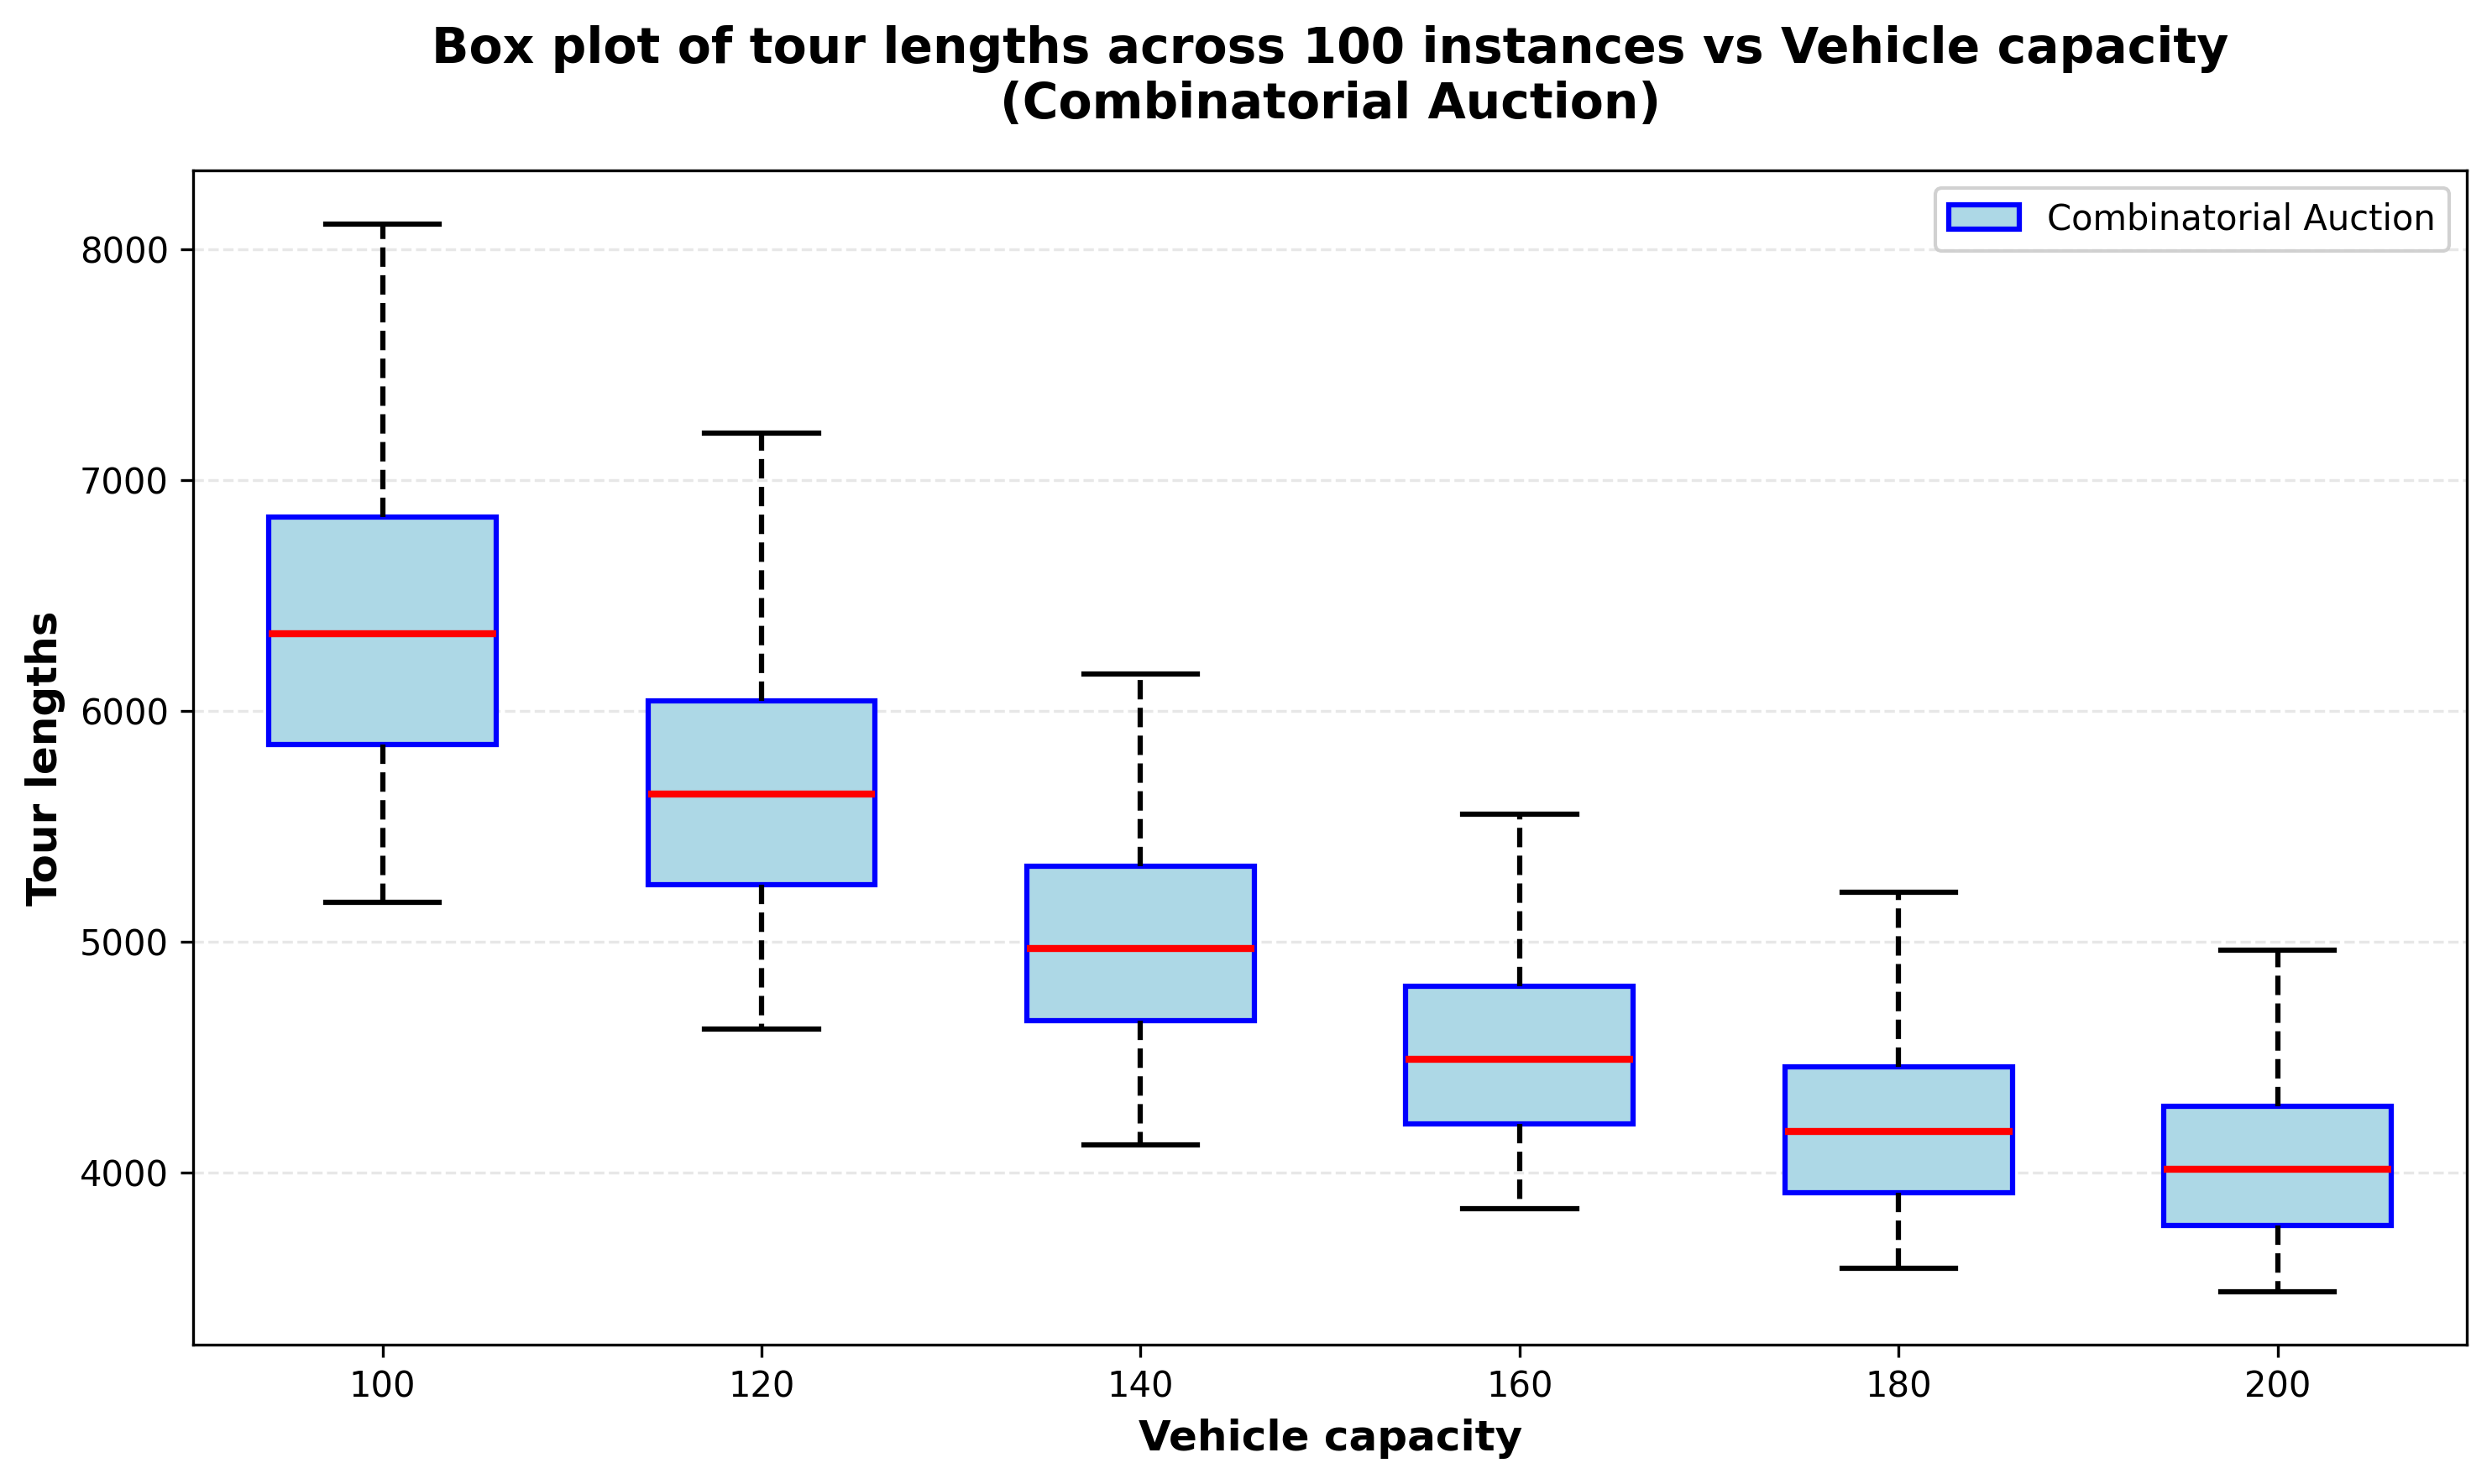 Box plot of tour lengths across 100 instances vs Vehicle capacity
(Combinatorial Auction)
Combinatorial Auction
Tour lengths
8000
7000
6000
5000
4000
100 120 140 160 180 200
Vehicle capacity